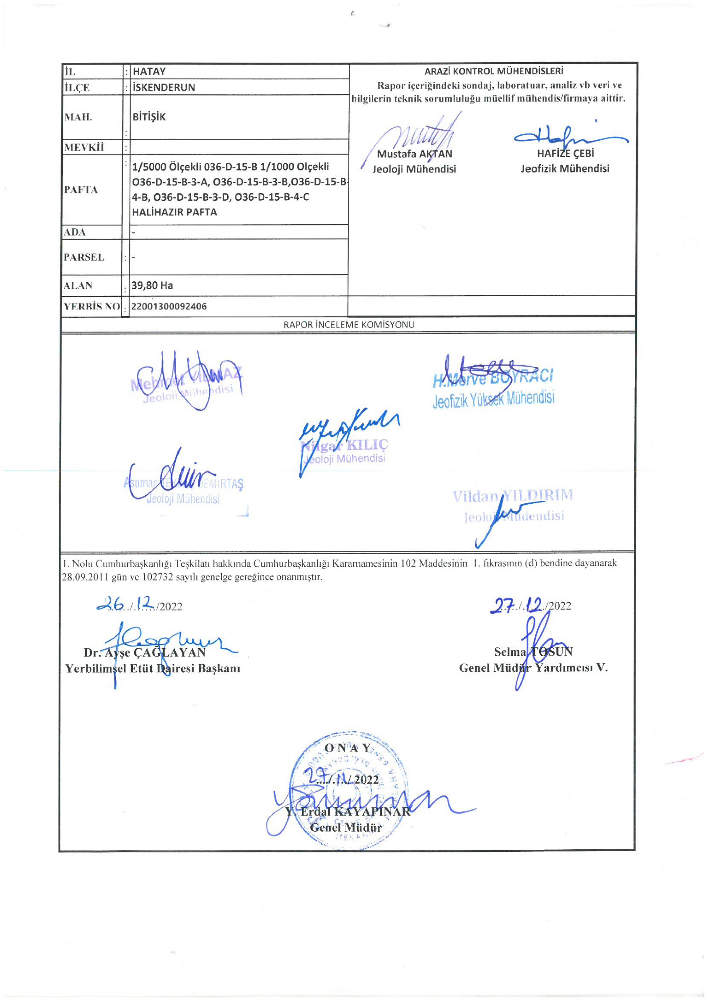 İL : HATAY
İLÇE : İSKENDERUN
MAH. : BİTİŞİK
MEVKİİ :
PAFTA : 1/5000 Ölçekli 036-D-15-B 1/1000 Olçekli
O36-D-15-B-3-A, O36-D-15-B-3-B,O36-D-15-B-
4-B, O36-D-15-B-3-D, O36-D-15-B-4-C
HALİHAZIR PAFTA
ADA -
PARSEL : -
ALAN : 39,80 Ha
YERBİS NO : 22001300092406
ARAZİ KONTROL MÜHENDİSLERİ
Rapor içeriğindeki sondaj, laboratuar, analiz vb veri ve
bilgilerin teknik sorumluluğu müellif mühendis/firmaya aittir.
Mustafa AKTAN
Jeoloji Mühendisi
HAFİZE ÇEBİ
Jeofizik Mühendisi
RAPOR İNCELEME KOMİSYONU
Mehmet YILMAZ
Jeoloji Mühendisi
H.Merve BOYRACI
Jeofizik Yüksek Mühendisi
Nilgar KILIÇ
Jeoloji Mühendisi
Asuman DEMİRTAŞ
Jeoloji Mühendisi
Vildan YILDIRIM
Jeoloji Müdendisi
1. Nolu Cumhurbaşkanlığı Teşkilatı hakkında Cumhurbaşkanlığı Kararnamesinin 102 Maddesinin 1. fıkrasının (d) bendine dayanarak
28.09.2011 gün ve 102732 sayılı genelge gereğince onanmıştır.
26/12/2022
Dr. Ayşe ÇAĞLAYAN
Yerbilimsel Etüt Dairesi Başkanı
27/12/2022
Selma TOSUN
Genel Müdür Yardımcısı V.
ONAY
27/ /2022
Y. Erdal KAYAPINAR
Genel Müdür